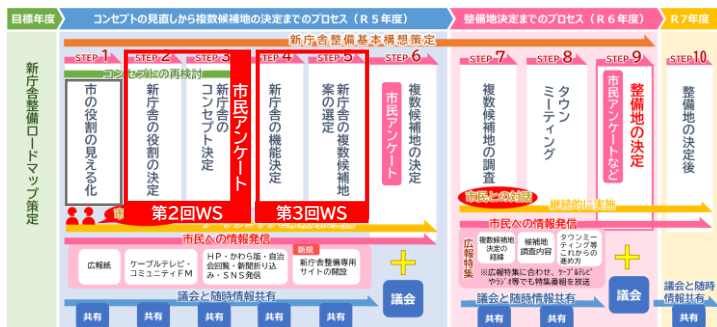 目標年度
コンセプトの見直しから複数候補地の決定までのプロセス（R５年度）
整備地決定までのプロセス（R６年度）
R７年度
新庁舎整備ロードマップ策定
新庁舎整備基本構想策定
STEP 1
STEP 2
STEP 3
STEP 4
STEP 5
STEP 6
STEP 7
STEP 8
STEP 9
STEP 10
コンセプトの再検討
市の役割の見える化
新庁舎の役割の決定
新庁舎のコンセプト決定
市民アンケート
新庁舎の機能決定
新庁舎の複数候補地案の選定
市民アンケート
複数候補地の決定
複数候補地の調査
タウンミーティング
市民アンケートなど
整備地の決定
整備地の決定後
第２回WS
第３回WS
市民との対話
継続的に実施
市民への情報発信
広報紙
ケーブルテレビ・コミュニティFM
HP・かわら版・自治会回覧・新聞折り込み・SNS発信
新規
新庁舎整備専用サイトの開設
市民への情報発信
広報特集
複数候補地決定の経緯
候補地調査内容
タウンミーティング等これからの進め方
※広報特集に合わせ、ケーブルテレビやラジオ等でも特集番組を放送
議会と随時情報共有
共有
共有
共有
共有
共有
議会
議会と随時情報共有
共有
共有
議会
議会と随時情報共有
共有